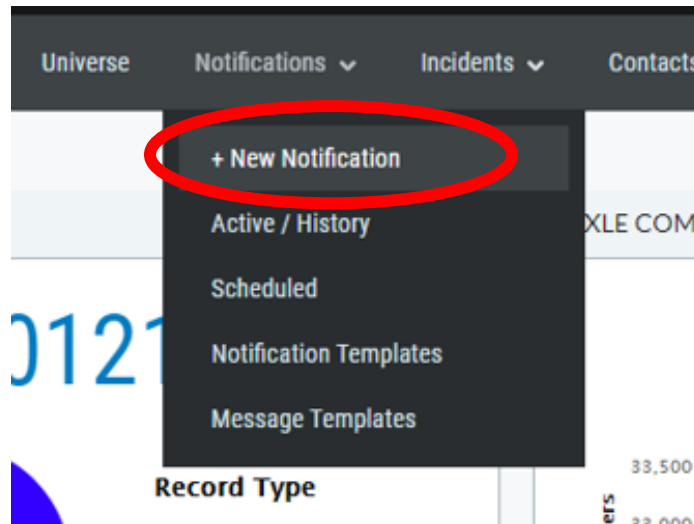 Universe Notifications Incidents Contacts
+ New Notification
Active / History
XLE COM
Scheduled
0121
Notification Templates
Message Templates
Record Type
33,500